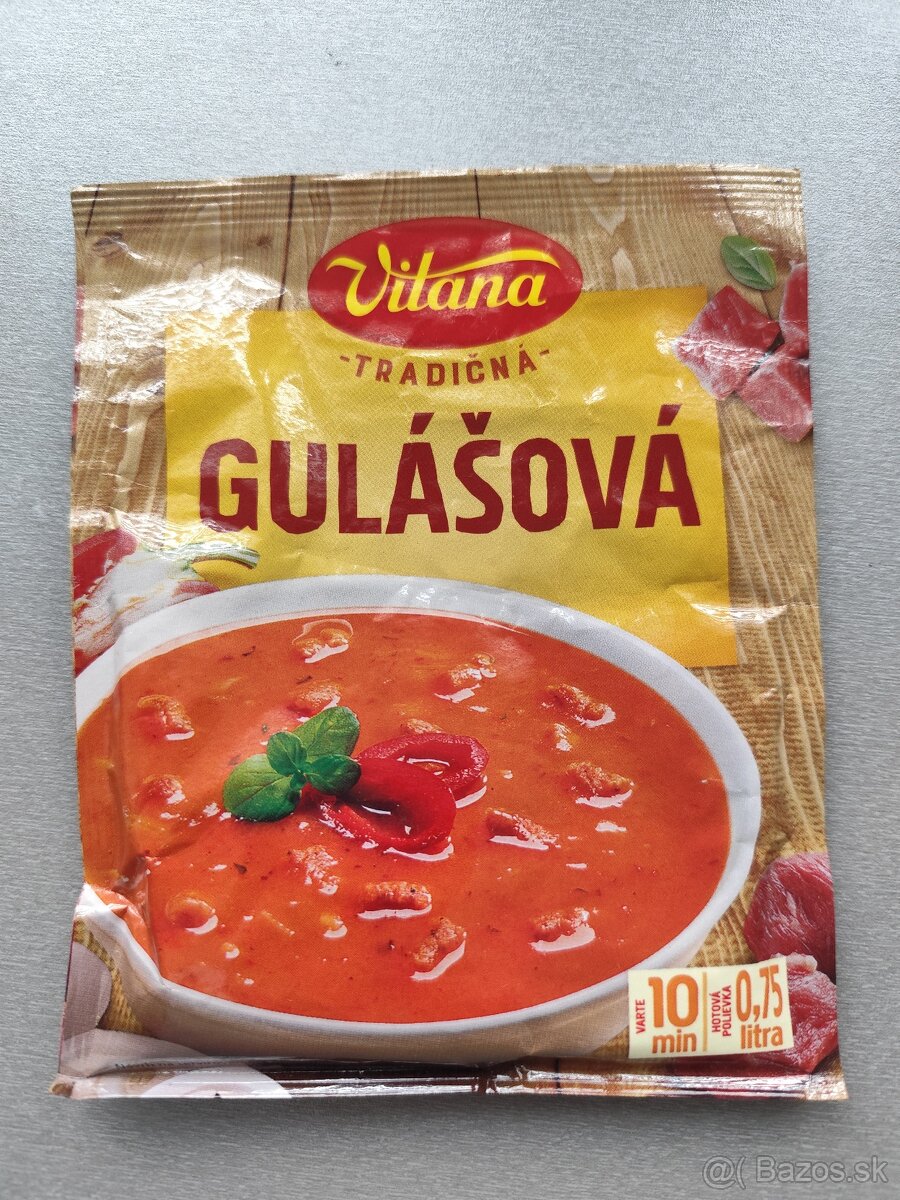 Vitana
-TRADIČNÁ-
GULÁŠOVÁ
VARTE
10
min
HOTOVÁ
POLIEVKA
0,75
litra
@( Bazos.sk